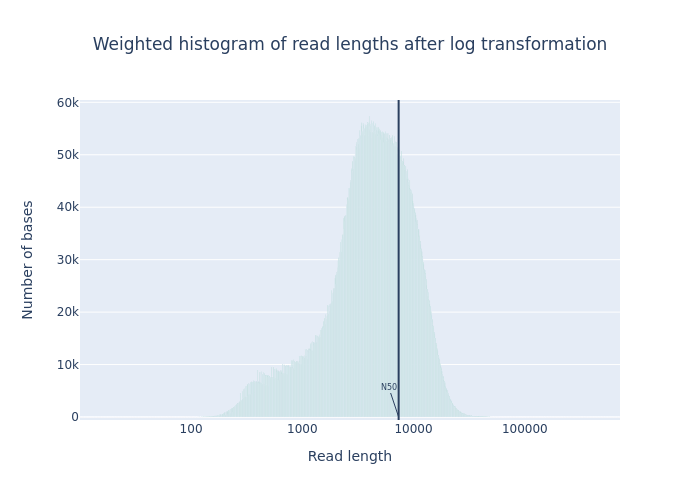 Weighted histogram of read lengths after log transformation
60k
50k
40k
30k
20k
10k
0
Number of bases
N50
100
1000
10000
100000
Read length